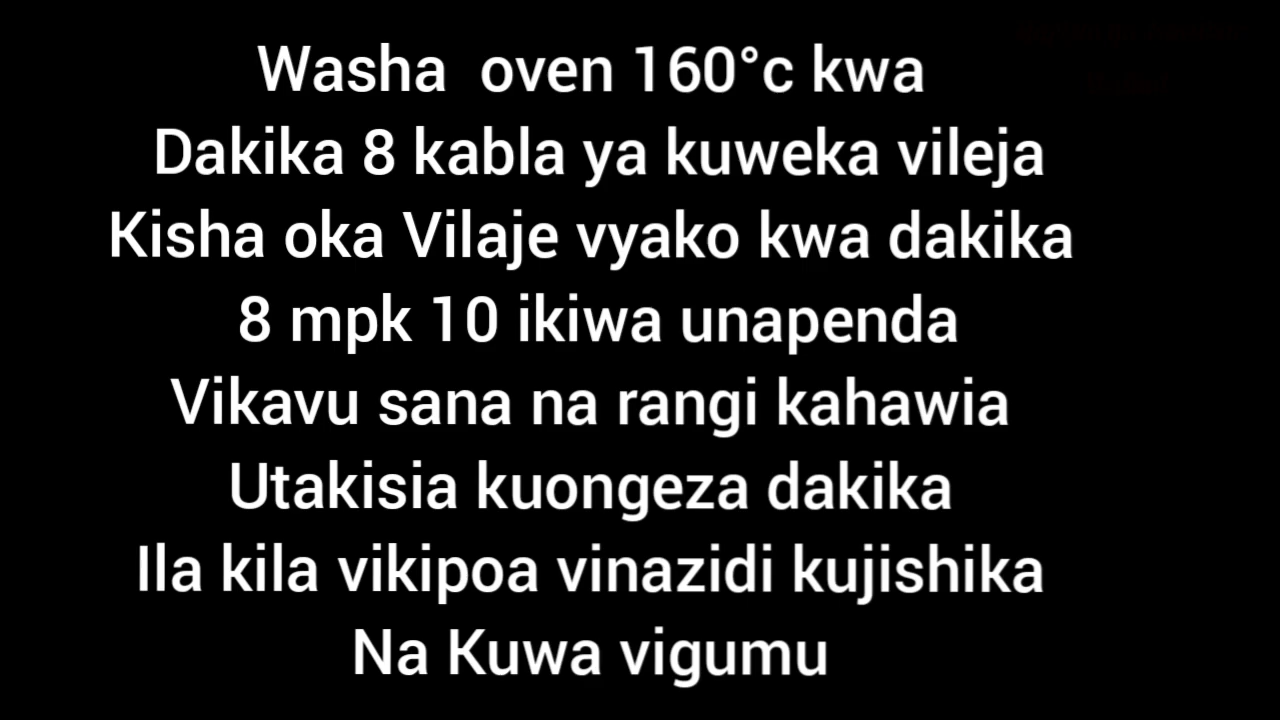 Washa oven 160°c kwa
Dakika 8 kabla ya kuweka vileja
Kisha oka Vilaje vyako kwa dakika
8 mpk 10 ikiwa unapenda
Vikavu sana na rangi kahawia
Utakisia kuongeza dakika
Ila kila vikipoa vinazidi kujishika
Na Kuwa vigumu